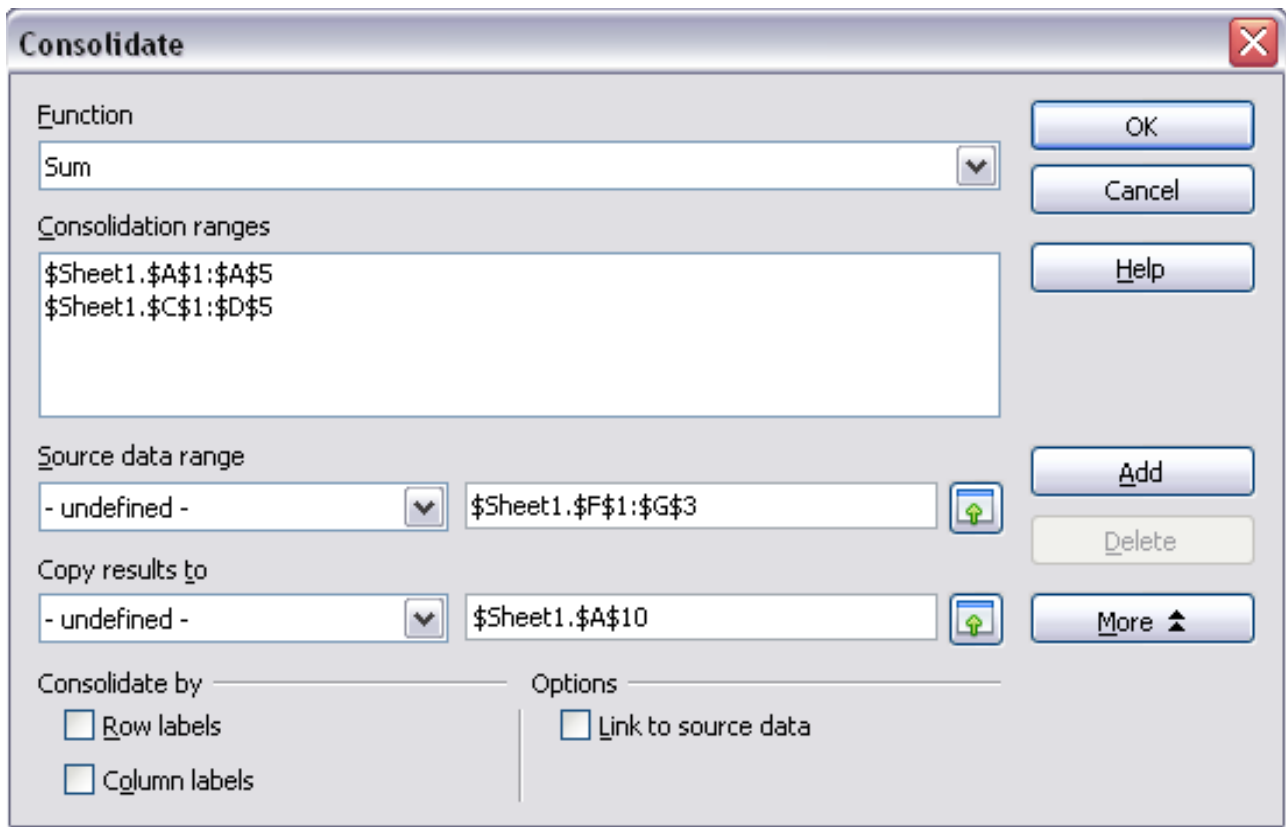 Consolidate
Function
OK
Sum
Cancel
Consolidation ranges
$Sheet1.$A$1:$A$5
$Sheet1.$C$1:$D$5
Help
Source data range
Add
- undefined -
$Sheet1.$F$1:$G$3
Delete
Copy results to
- undefined -
$Sheet1.$A$10
More
Consolidate by
Options
Row labels
Link to source data
Column labels